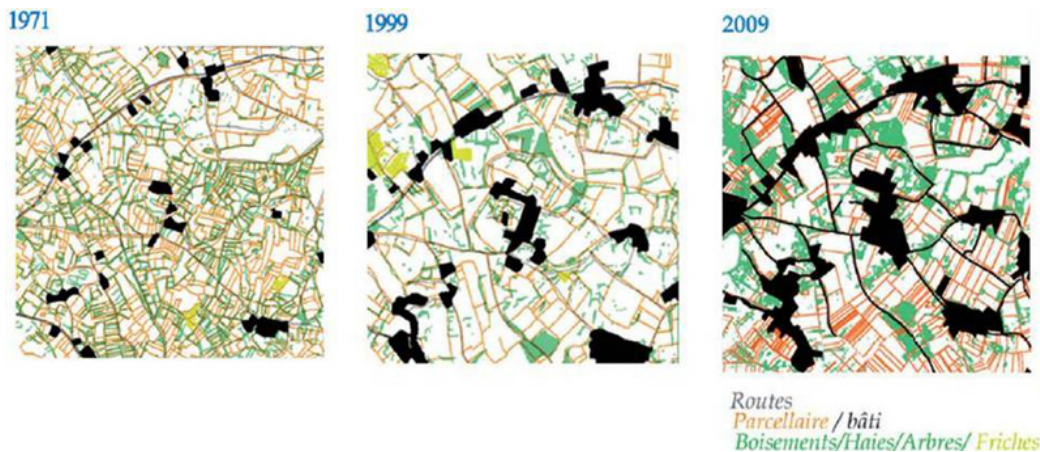 1971
1999
2009
Routes
Parcellaire / bâti
Boisements/Haies/Arbres/ Friches